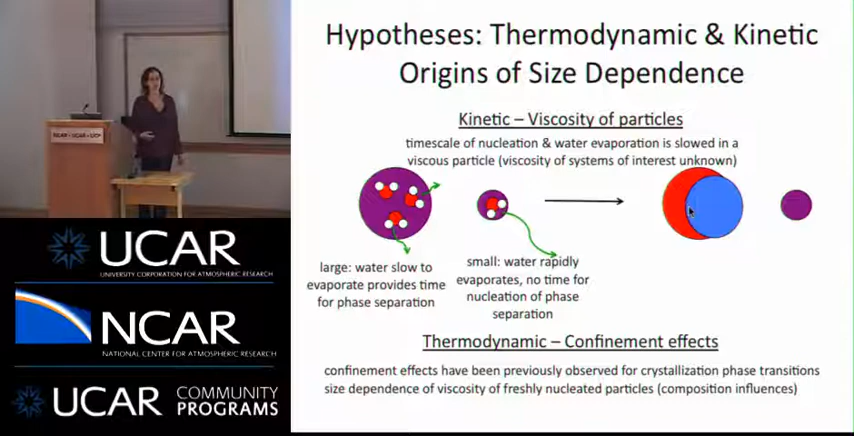 Hypotheses: Thermodynamic & Kinetic
Origins of Size Dependence
Kinetic – Viscosity of particles
timescale of nucleation & water evaporation is slowed in a
viscous particle (viscosity of systems of interest unknown)
large: water slow to
evaporate provides time
for phase separation
small: water rapidly
evaporates, no time for
nucleation of phase
separation
Thermodynamic – Confinement effects
confinement effects have been previously observed for crystallization phase transitions
size dependence of viscosity of freshly nucleated particles (composition influences)
NCAR • UCAR • UCP
UCAR
UNIVERSITY CORPORATION FOR ATMOSPHERIC RESEARCH
NCAR
NATIONAL CENTER FOR ATMOSPHERIC RESEARCH
UCAR COMMUNITY
PROGRAMS